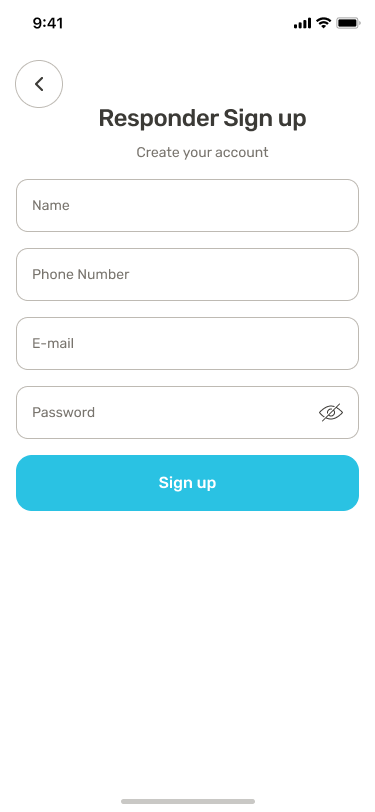 9:41
Responder Sign up
Create your account
Name
Phone Number
E-mail
Password
Sign up